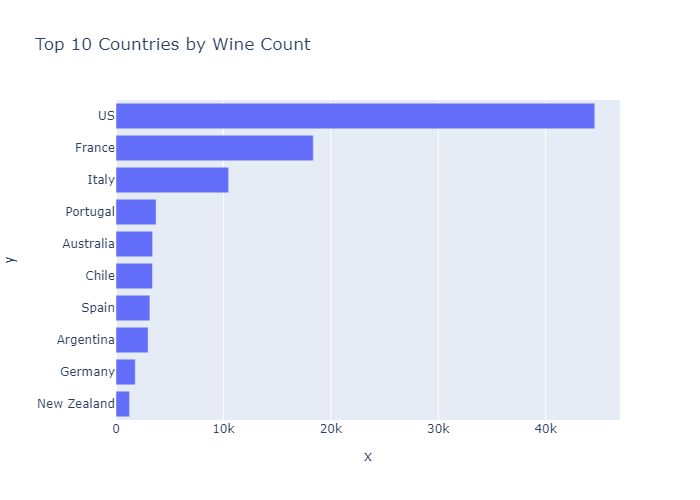 Top 10 Countries by Wine Count
US
France
Italy
Portugal
Australia
Chile
Spain
Argentina
Germany
New Zealand
y
0 10k 20k 30k 40k
x